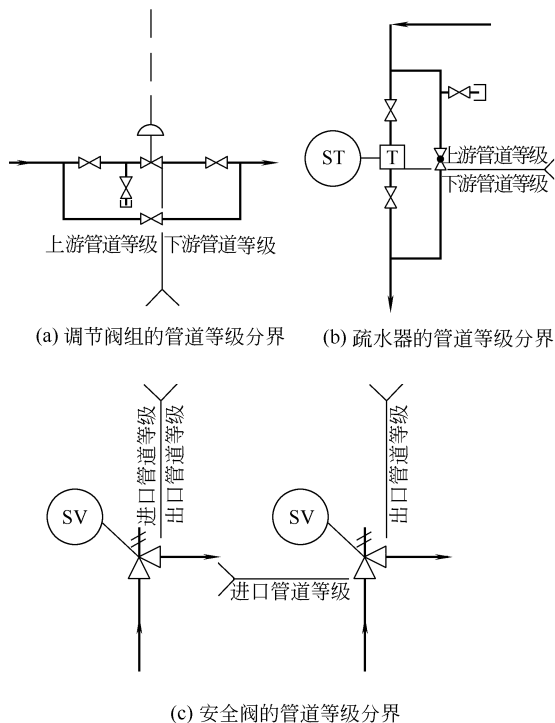 上游管道等级 下游管道等级
(a) 调节阀组的管道等级分界
ST
T
上游管道等级
下游管道等级
(b) 疏水器的管道等级分界
SV
进口管道等级
出口管道等级
SV
出口管道等级
进口管道等级
(c) 安全阀的管道等级分界